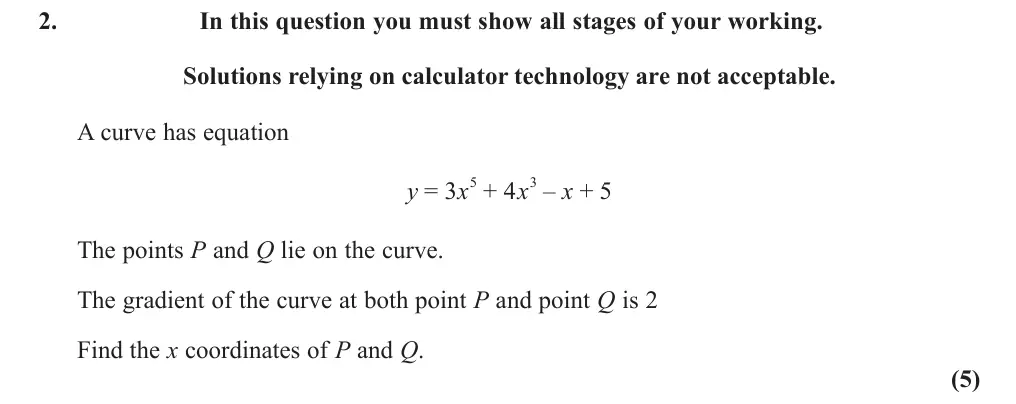 2. In this question you must show all stages of your working.
Solutions relying on calculator technology are not acceptable.
A curve has equation
y = 3x⁵ + 4x³ – x + 5
The points P and Q lie on the curve.
The gradient of the curve at both point P and point Q is 2
Find the x coordinates of P and Q.
(5)